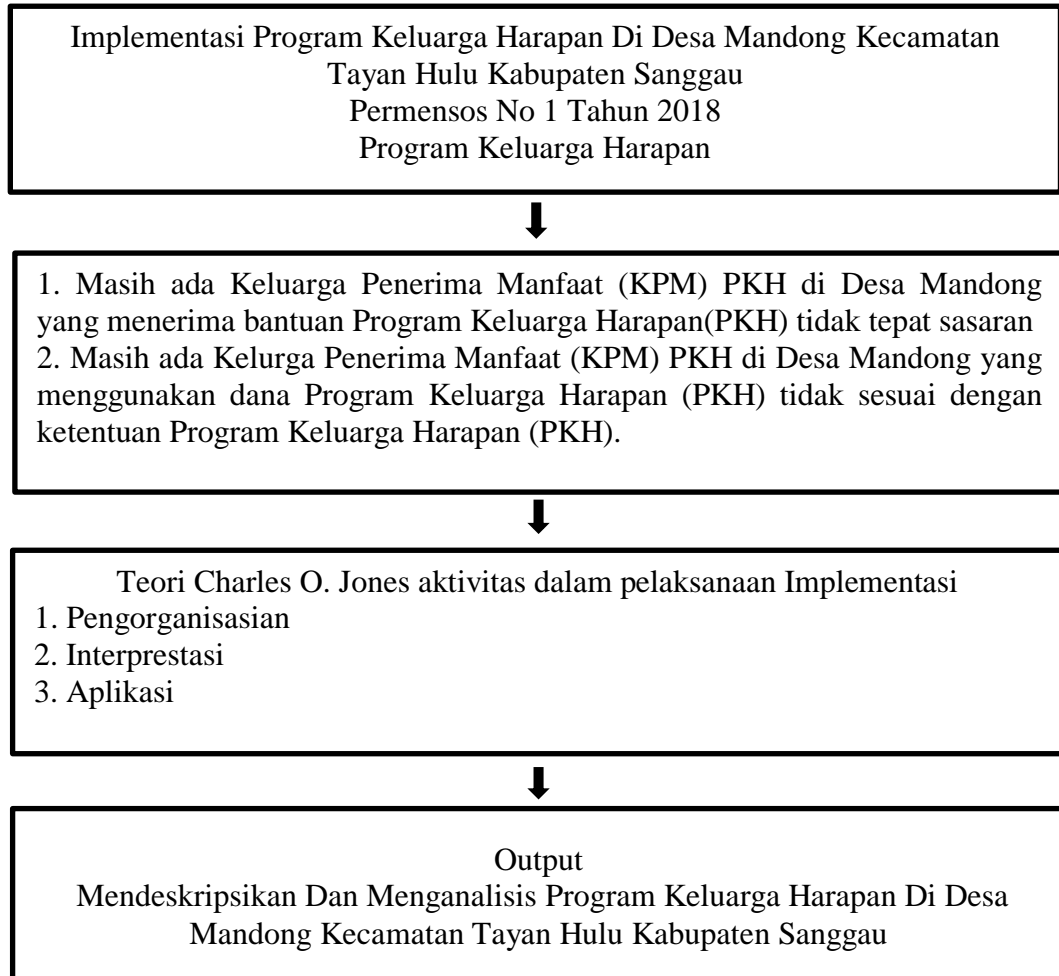 Implementasi Program Keluarga Harapan Di Desa Mandong Kecamatan
Tayan Hulu Kabupaten Sanggau
Permensos No 1 Tahun 2018
Program Keluarga Harapan
1. Masih ada Keluarga Penerima Manfaat (KPM) PKH di Desa Mandong
yang menerima bantuan Program Keluarga Harapan(PKH) tidak tepat sasaran
2. Masih ada Kelurga Penerima Manfaat (KPM) PKH di Desa Mandong yang
menggunakan dana Program Keluarga Harapan (PKH) tidak sesuai dengan
ketentuan Program Keluarga Harapan (PKH).
Teori Charles O. Jones aktivitas dalam pelaksanaan Implementasi
1. Pengorganisasian
2. Interprestasi
3. Aplikasi
Output
Mendeskripsikan Dan Menganalisis Program Keluarga Harapan Di Desa
Mandong Kecamatan Tayan Hulu Kabupaten Sanggau